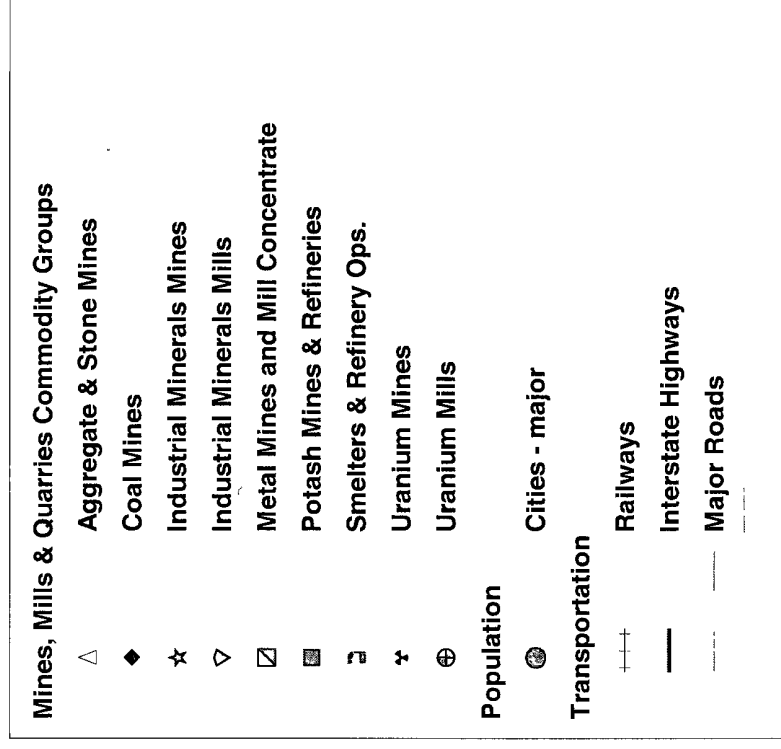 Mines, Mills & Quarries Commodity Groups
Aggregate & Stone Mines
Coal Mines
Industrial Minerals Mines
Industrial Minerals Mills
Metal Mines and Mill Concentrate
Potash Mines & Refineries
Smelters & Refinery Ops.
Uranium Mines
Uranium Mills
Population
Cities - major
Transportation
Railways
Interstate Highways
Major Roads